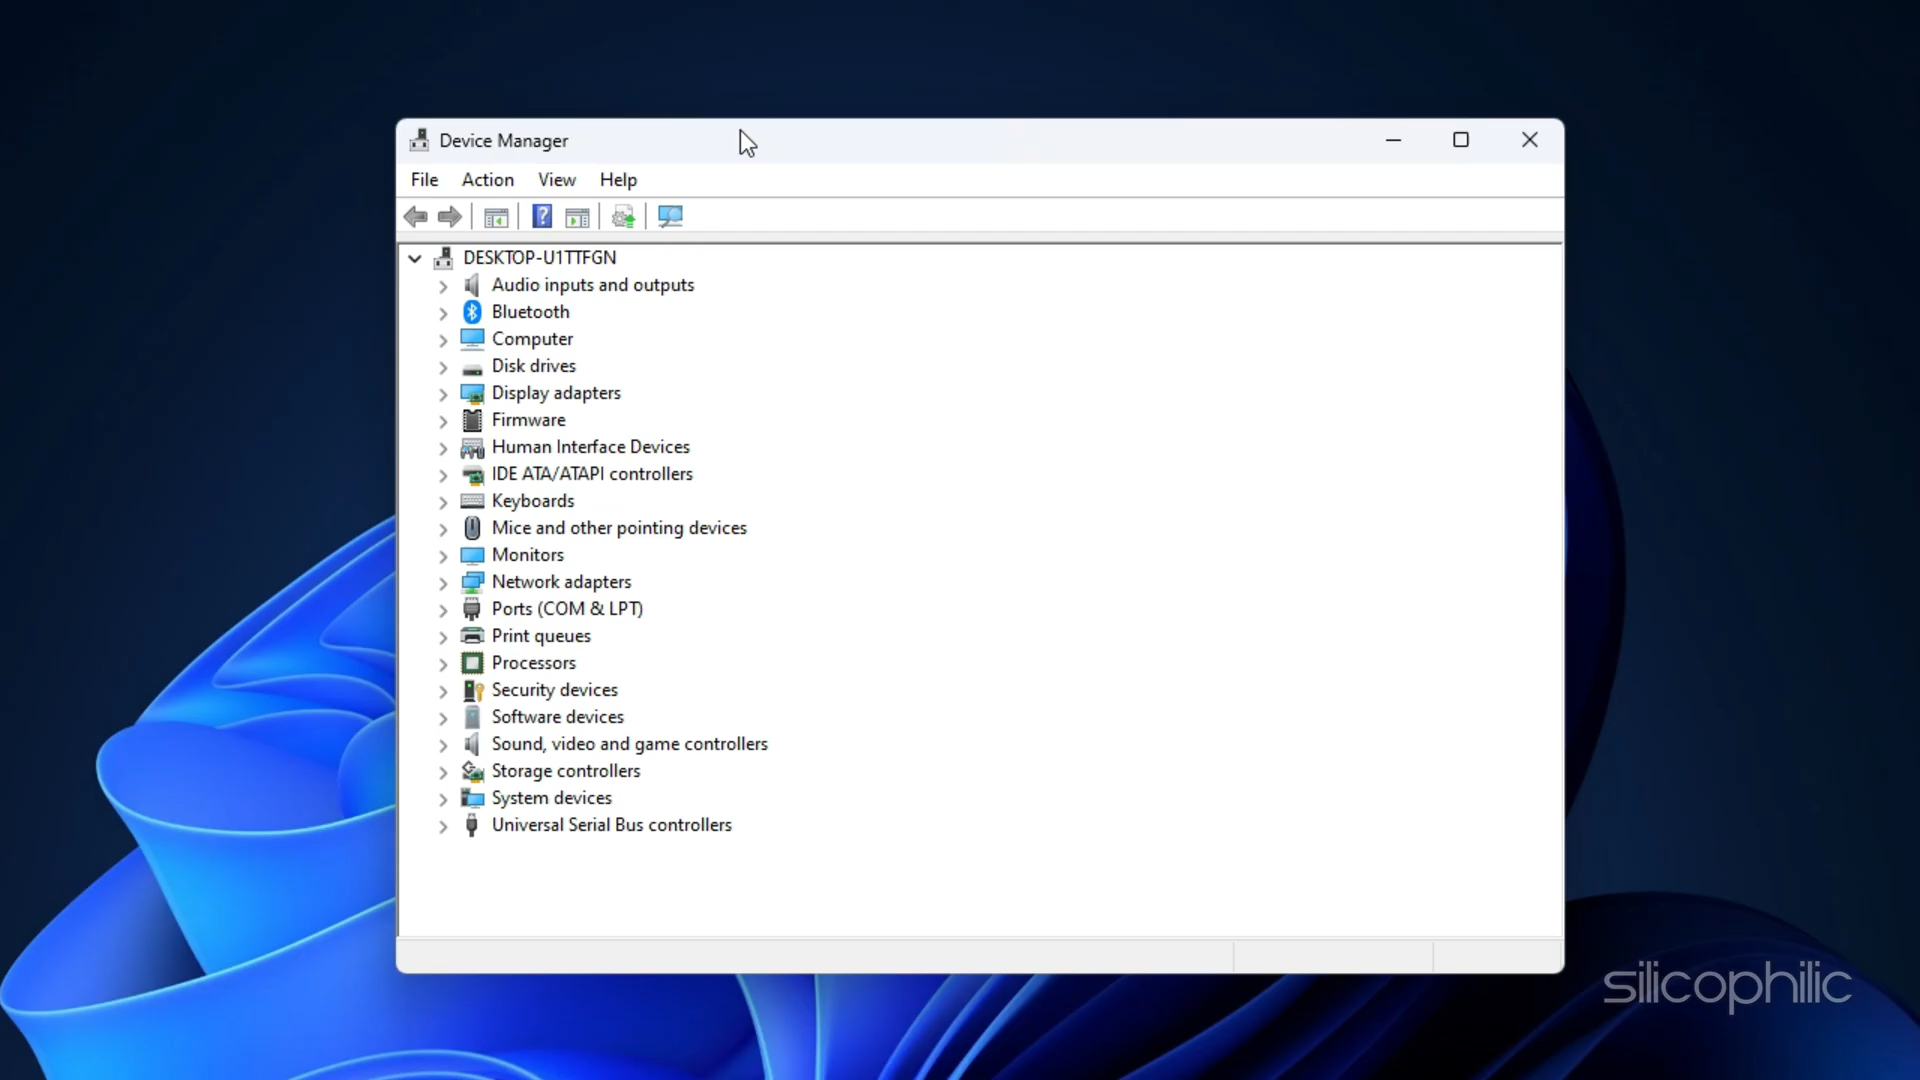 Device Manager
File Action View Help
DESKTOP-U1TTFGN
Audio inputs and outputs
Bluetooth
Computer
Disk drives
Display adapters
Firmware
Human Interface Devices
IDE ATA/ATAPI controllers
Keyboards
Mice and other pointing devices
Monitors
Network adapters
Ports (COM & LPT)
Print queues
Processors
Security devices
Software devices
Sound, video and game controllers
Storage controllers
System devices
Universal Serial Bus controllers
silicophilic